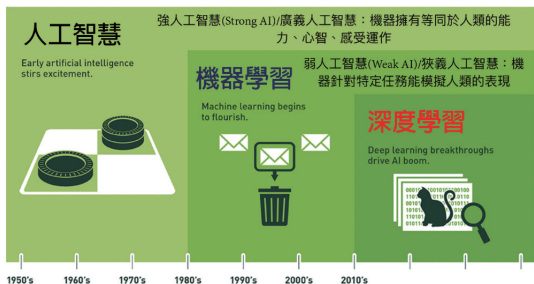 人工智慧
Early artificial intelligence
stirs excitement.
強人工智慧(Strong AI)/廣義人工智慧：機器擁有等同於人類的能
力、心智、感受運作
機器學習
Machine learning begins
to flourish.
弱人工智慧(Weak AI)/狹義人工智慧：機
器針對特定任務能模擬人類的表現
深度學習
Deep learning breakthroughs
drive AI boom.
1950's 1960's 1970's 1980's 1990's 2000's 2010's